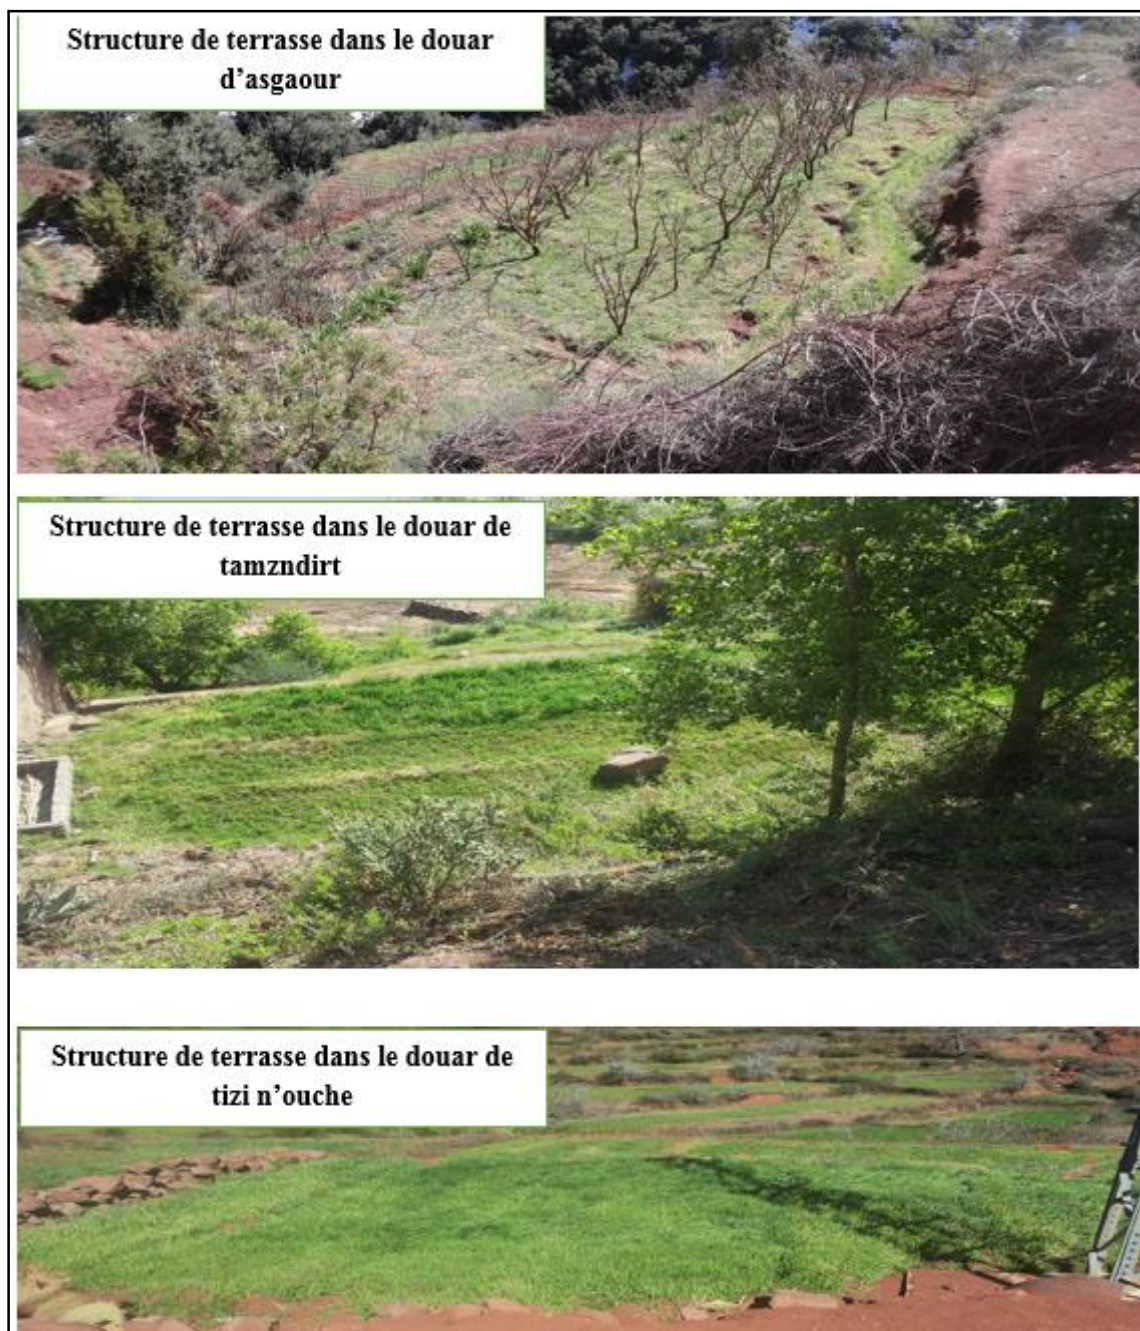 Structure de terrasse dans le douar
d’asgaour
Structure de terrasse dans le douar de
tamzndirt
Structure de terrasse dans le douar de
tizi n’ouche